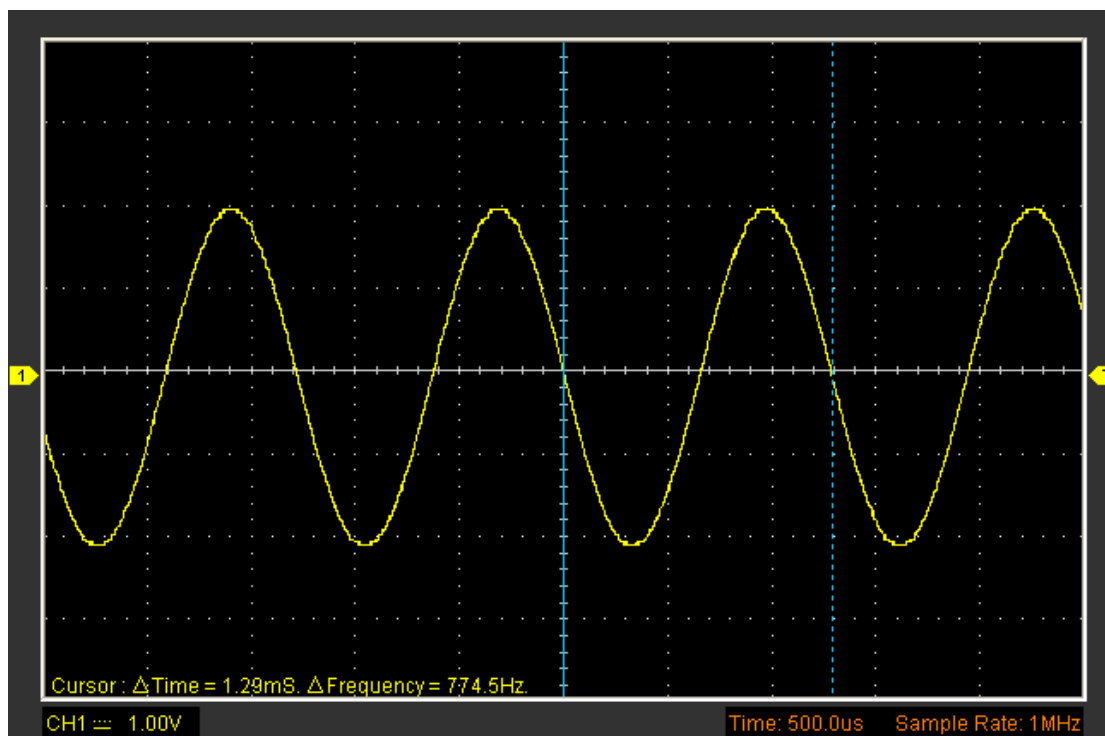 1
Cursor : △Time = 1.29mS. △Frequency = 774.5Hz.
CH1 ⎓ 1.00V
Time: 500.0us Sample Rate: 1MHz